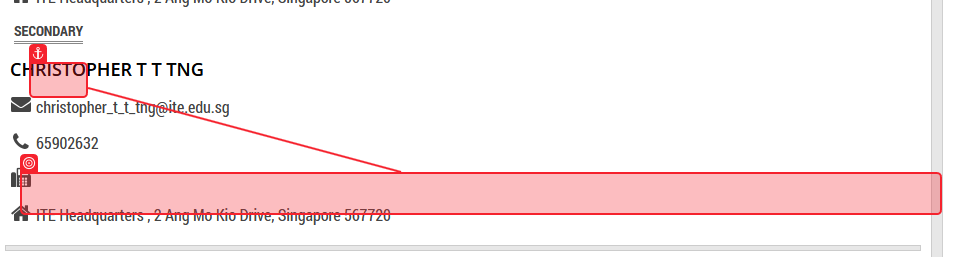 ITE Headquarters , 2 Ang Mo Kio Drive, Singapore 567720
SECONDARY
CHRISTOPHER T T TNG
christopher_t_t_tng@ite.edu.sg
65902632
ITE Headquarters , 2 Ang Mo Kio Drive, Singapore 567720